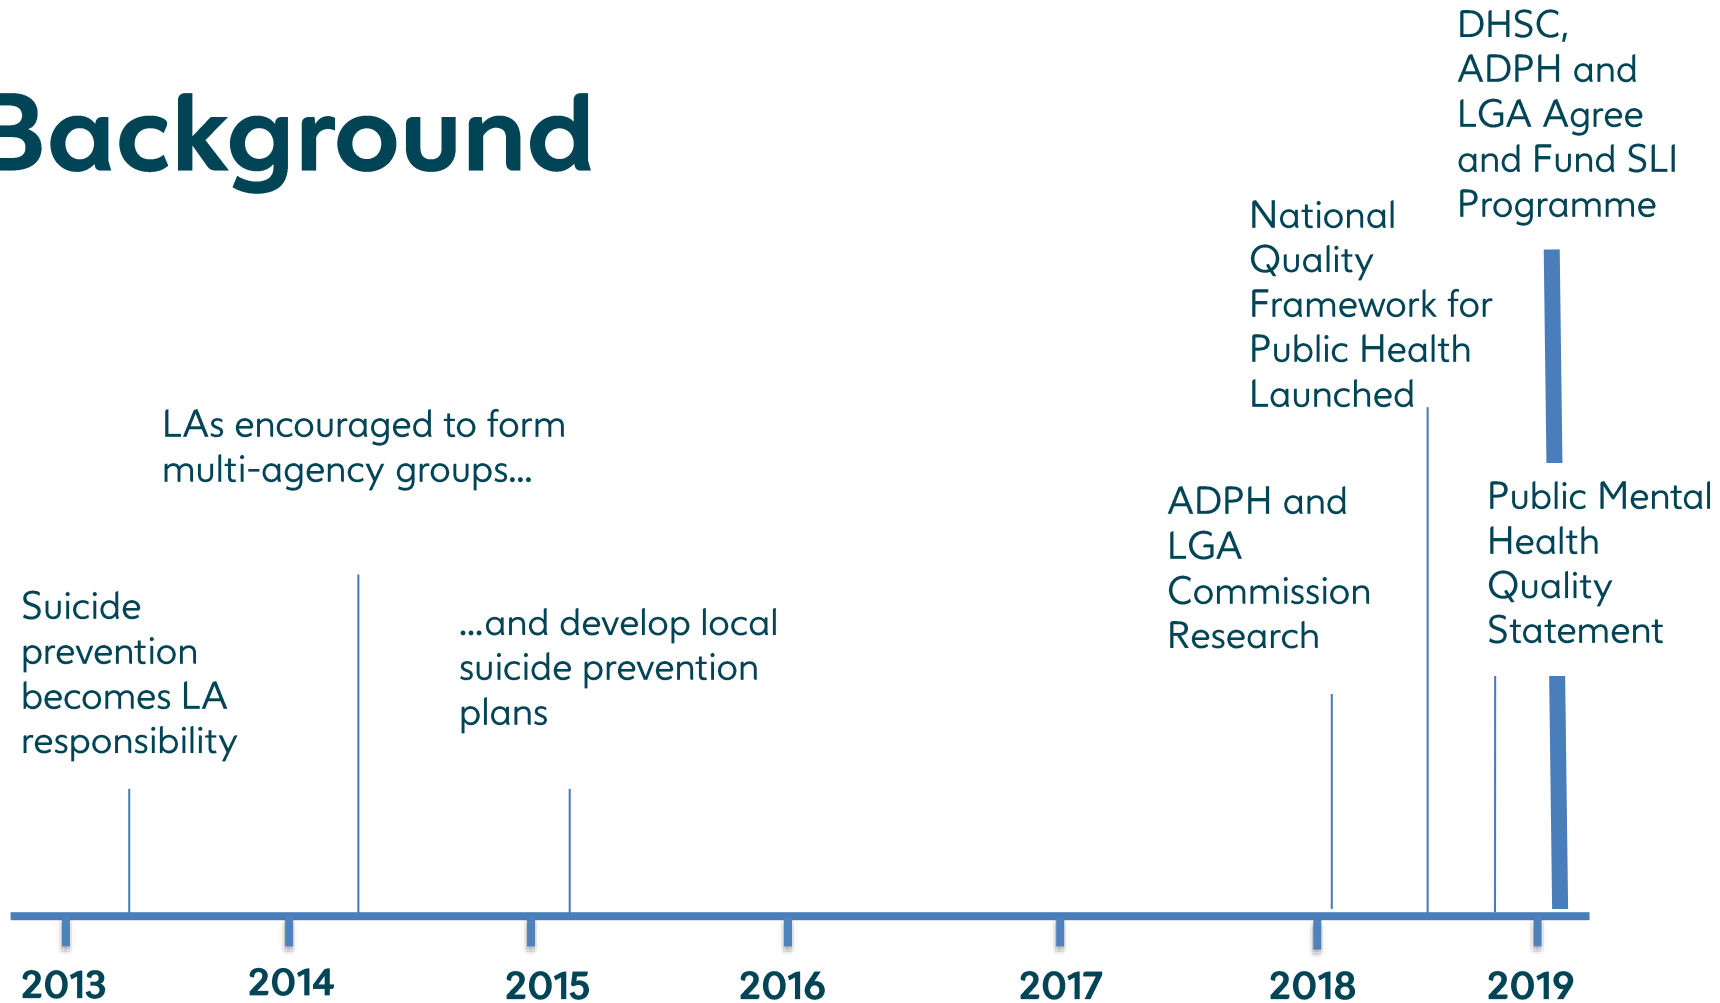 Background
DHSC,
ADPH and
LGA Agree
and Fund SLI
Programme
National
Quality
Framework for
Public Health
Launched
LAs encouraged to form
multi-agency groups...
ADPH and
LGA
Commission
Research
Public Mental
Health
Quality
Statement
Suicide
prevention
becomes LA
responsibility
...and develop local
suicide prevention
plans
2013
2014
2015
2016
2017
2018
2019